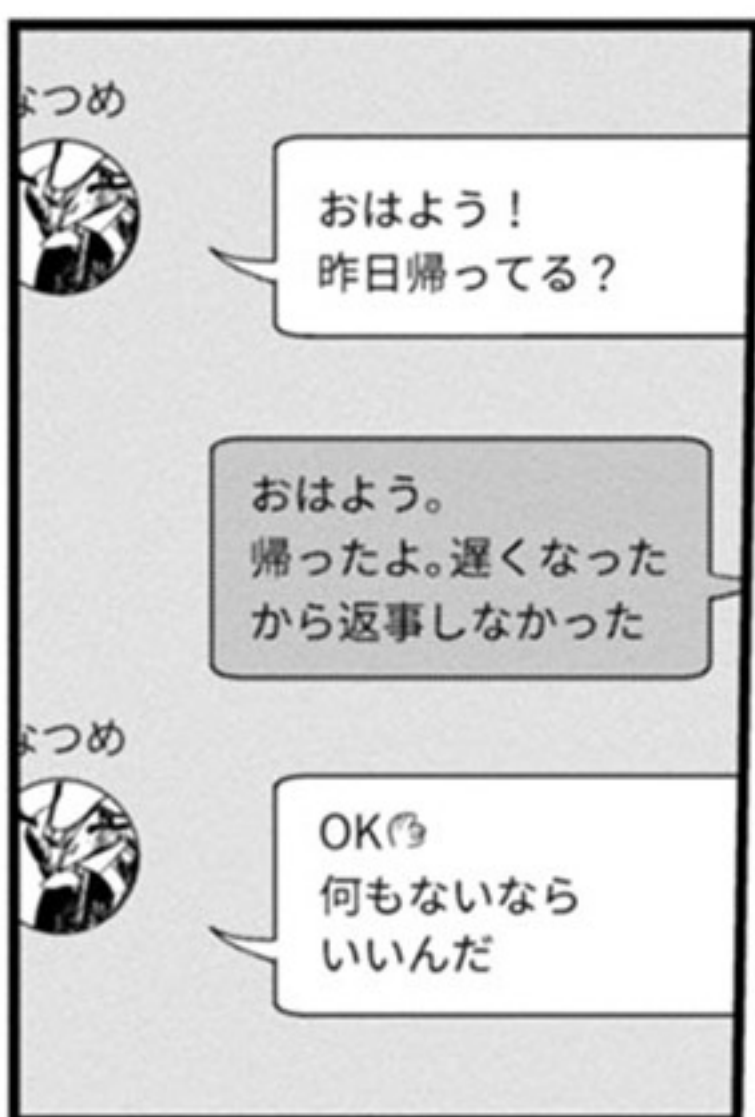 なつめ
おはよう！
昨日帰ってる？
おはよう。
帰ったよ。遅くなった
から返事しなかった
なつめ
OK👌
何もないなら
いいんだ